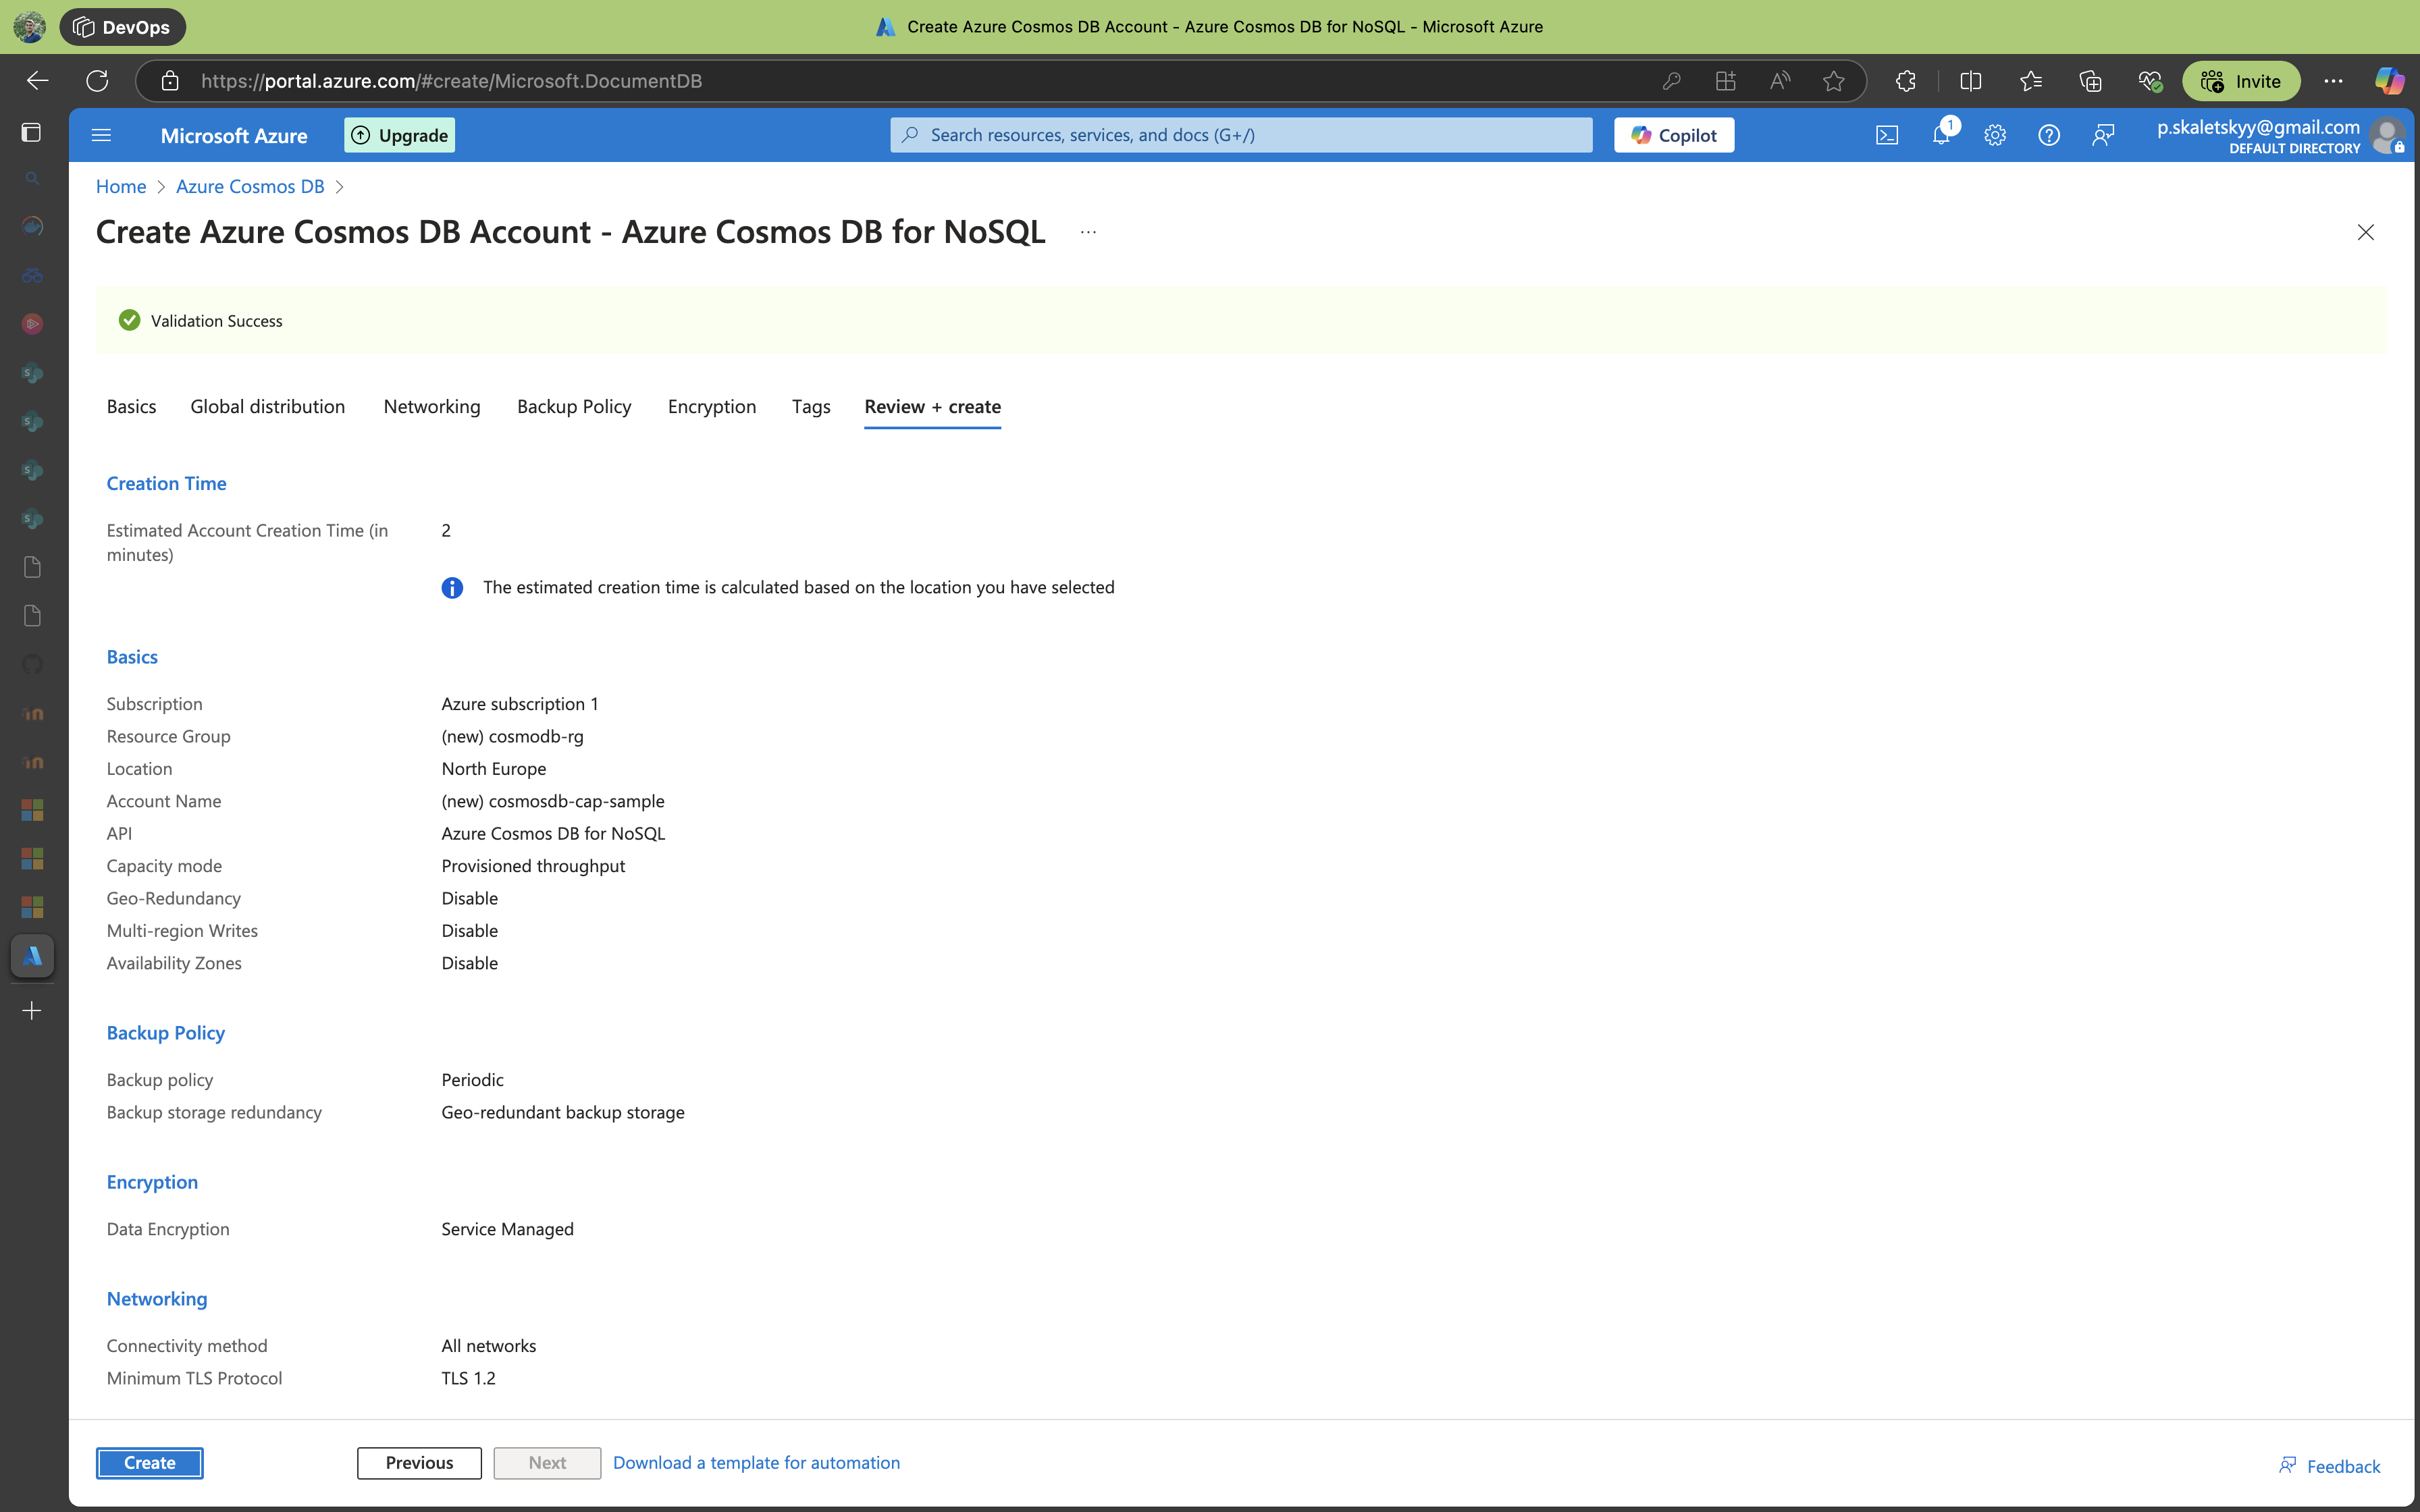 DevOps
Create Azure Cosmos DB Account - Azure Cosmos DB for NoSQL - Microsoft Azure
https://portal.azure.com/#create/Microsoft.DocumentDB
Invite
Microsoft Azure
Upgrade
Search resources, services, and docs (G+/)
Copilot
1
p.skaletskyy@gmail.com
DEFAULT DIRECTORY
Home > Azure Cosmos DB >
Create Azure Cosmos DB Account - Azure Cosmos DB for NoSQL ...
Validation Success
Basics Global distribution Networking Backup Policy Encryption Tags Review + create
Creation Time
Estimated Account Creation Time (in minutes) 2
The estimated creation time is calculated based on the location you have selected
Basics
Subscription Azure subscription 1
Resource Group (new) cosmodb-rg
Location North Europe
Account Name (new) cosmosdb-cap-sample
API Azure Cosmos DB for NoSQL
Capacity mode Provisioned throughput
Geo-Redundancy Disable
Multi-region Writes Disable
Availability Zones Disable
Backup Policy
Backup policy Periodic
Backup storage redundancy Geo-redundant backup storage
Encryption
Data Encryption Service Managed
Networking
Connectivity method All networks
Minimum TLS Protocol TLS 1.2
Create Previous Next Download a template for automation
Feedback